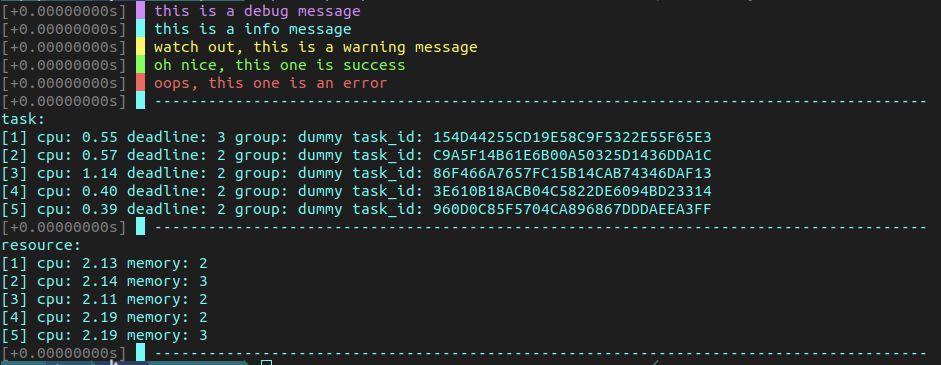 [+0.00000000s] this is a debug message
[+0.00000000s] this is a info message
[+0.00000000s] watch out, this is a warning message
[+0.00000000s] oh nice, this one is success
[+0.00000000s] oops, this one is an error
[+0.00000000s] --------------------------------------------------------------------------------------
task:
[1] cpu: 0.55 deadline: 3 group: dummy task_id: 154D44255CD19E58C9F5322E55F65E3
[2] cpu: 0.57 deadline: 2 group: dummy task_id: C9A5F14B61E6B00A50325D1436DDA1C
[3] cpu: 1.14 deadline: 2 group: dummy task_id: 86F466A7657FC15B14CAB74346DAF13
[4] cpu: 0.40 deadline: 2 group: dummy task_id: 3E610B18ACB04C5822DE6094BD23314
[5] cpu: 0.39 deadline: 2 group: dummy task_id: 960D0C85F5704CA896867DDDAEEA3FF
[+0.00000000s] --------------------------------------------------------------------------------------
resource:
[1] cpu: 2.13 memory: 2
[2] cpu: 2.14 memory: 3
[3] cpu: 2.11 memory: 2
[4] cpu: 2.19 memory: 2
[5] cpu: 2.19 memory: 3
[+0.00000000s] --------------------------------------------------------------------------------------